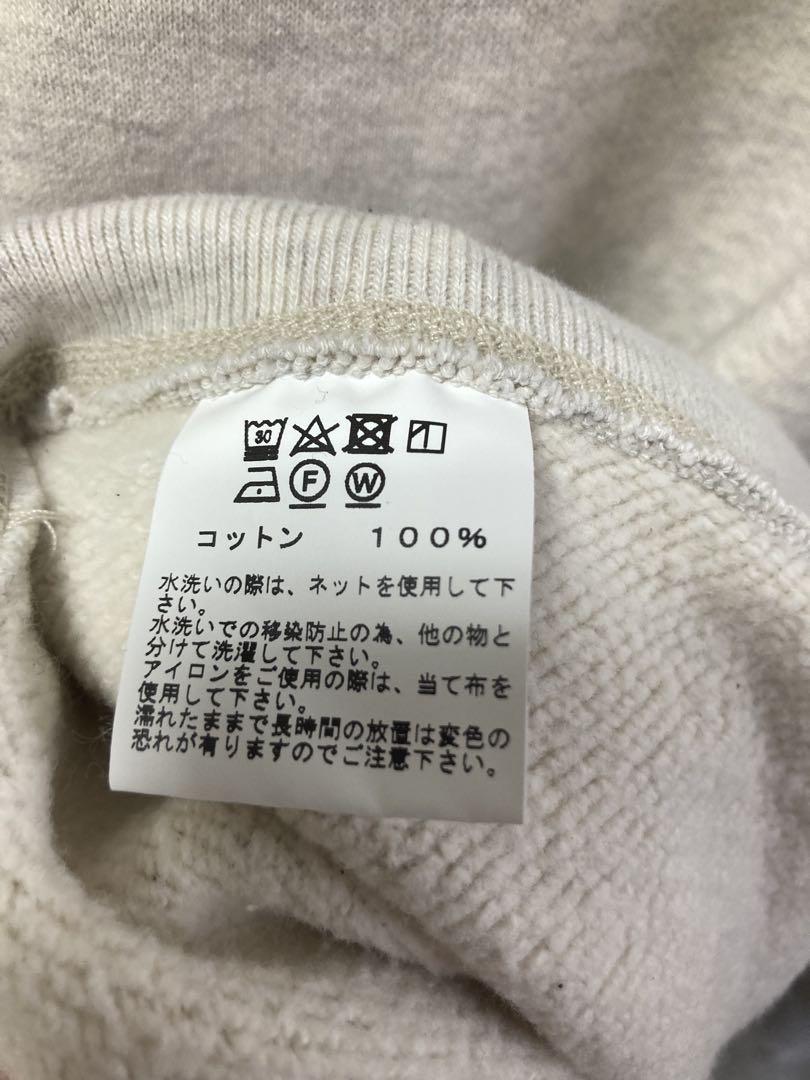 30
F W
コットン 100%
水洗いの際は、ネットを使用して下
さい。
水洗いでの移染防止の為、他の物と
分けて洗濯して下さい。
アイロンをご使用の際は、当て布を
使用して下さい。
濡れたままで長時間の放置は変色の
恐れが有りますのでご注意下さい。